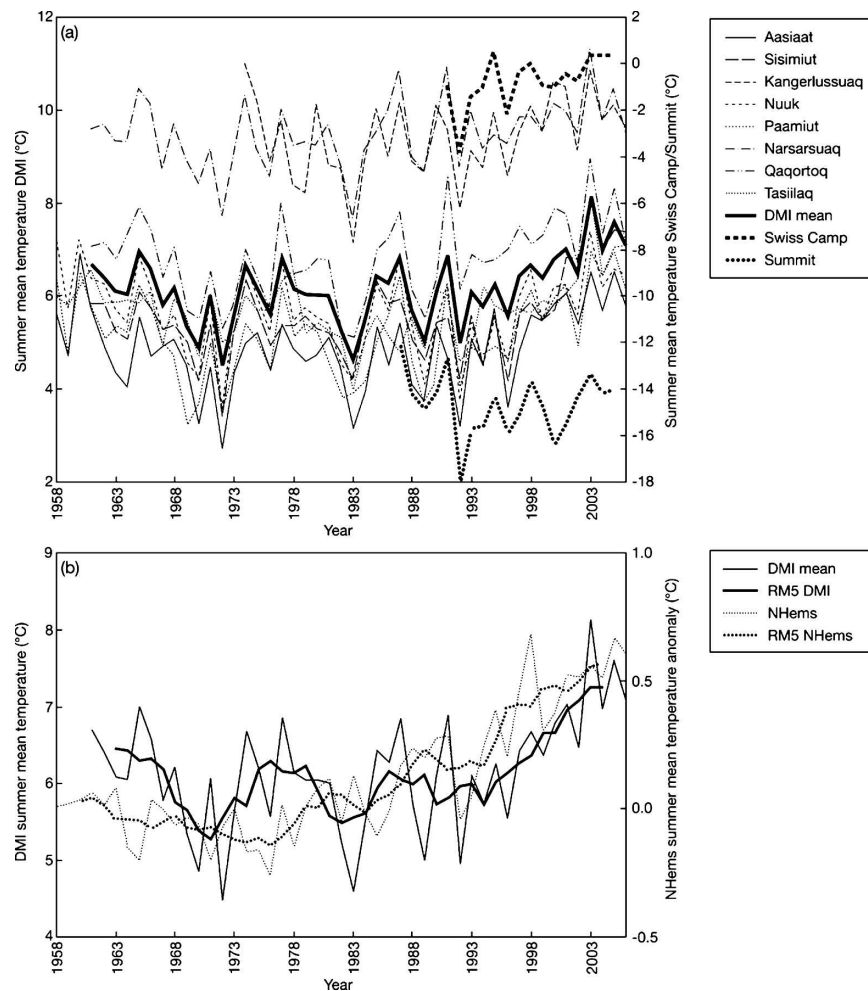 (a)
12
10
8
6
4
2
Summer mean temperature DMI (°C)
2
0
-2
-4
-6
-8
-10
-12
-14
-16
-18
Summer mean temperature Swiss Camp/Summit (°C)
1958
1963
1968
1973
1978
1983
1988
1993
1998
2003
Year
Aasiaat
Sisimiut
Kangerlussuaq
Nuuk
Paamiut
Narsarsuaq
Qaqortoq
Tasiilaq
DMI mean
Swiss Camp
Summit
(b)
9
8
7
6
5
4
DMI summer mean temperature (°C)
1.0
0.5
0.0
-0.5
NHems summer mean temperature anomaly (°C)
1958
1963
1968
1973
1978
1983
1988
1993
1998
2003
Year
DMI mean
RM5 DMI
NHems
RM5 NHems